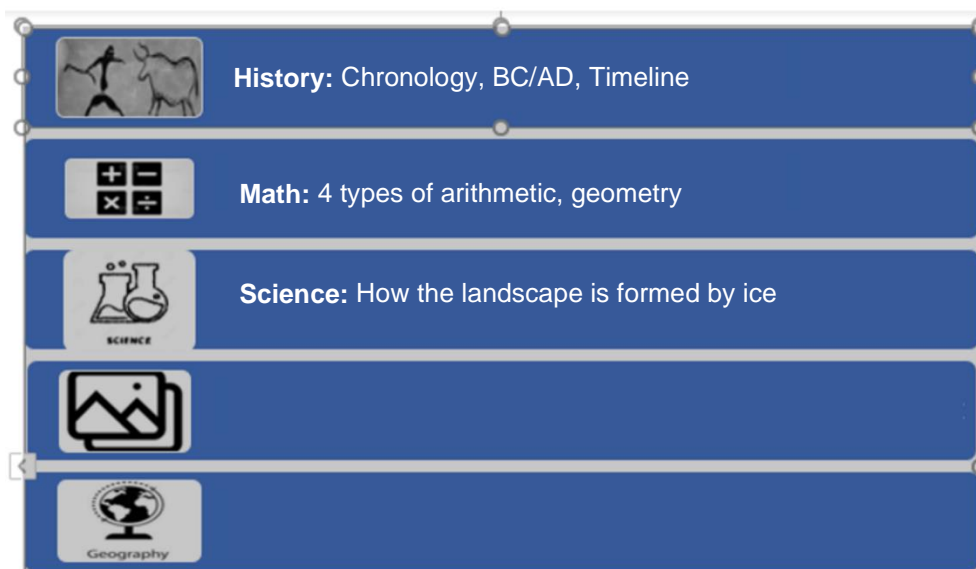 History: Chronology, BC/AD, Timeline
Math: 4 types of arithmetic, geometry
Science: How the landscape is formed by ice
SCIENCE
Geography